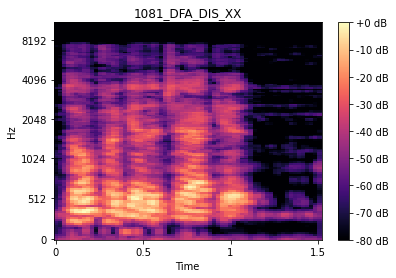 1081_DFA_DIS_XX
+0 dB
8192
-10 dB
4096
-20 dB
-30 dB
2048
Hz
-40 dB
1024
-50 dB
512
-60 dB
-70 dB
0
-80 dB
0
0.5
1
1.5
Time